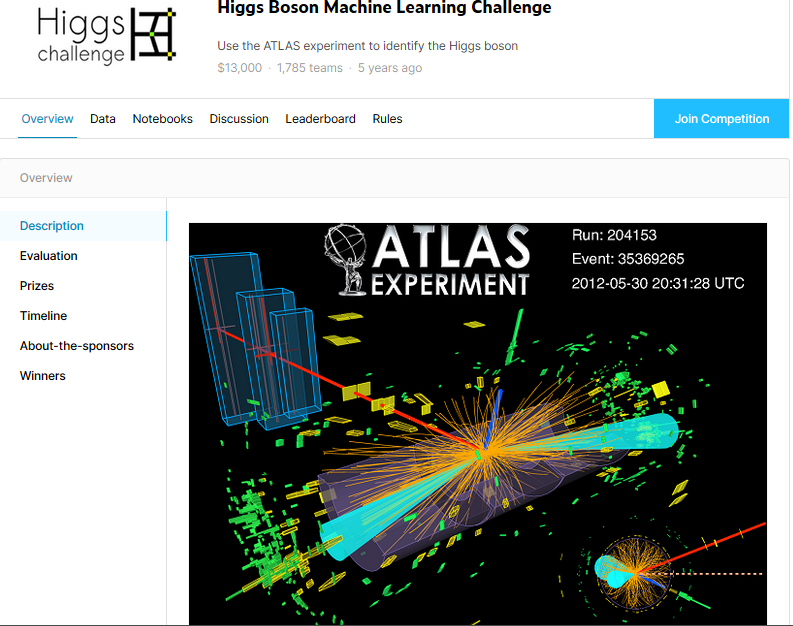 Higgs
challenge
Higgs Boson Machine Learning Challenge
Use the ATLAS experiment to identify the Higgs boson
$13,000 · 1,785 teams · 5 years ago
Overview Data Notebooks Discussion Leaderboard Rules Join Competition
Overview
Description
Evaluation
Prizes
Timeline
About-the-sponsors
Winners
ATLAS
EXPERIMENT
Run: 204153
Event: 35369265
2012-05-30 20:31:28 UTC